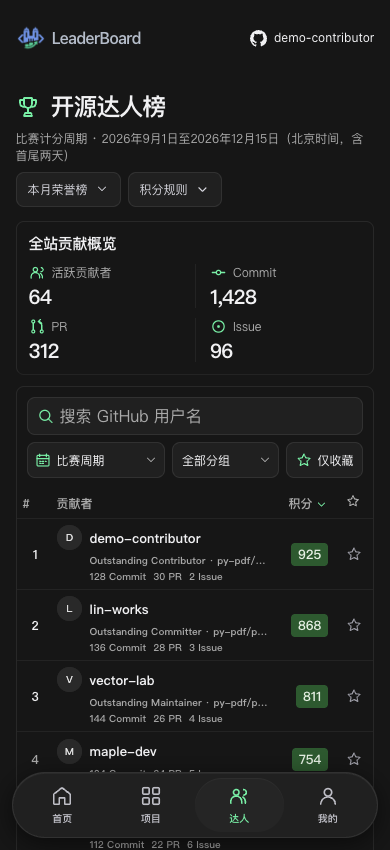 LeaderBoard
demo-contributor
开源达人榜
比赛计分周期 · 2026年9月1日至2026年12月15日（北京时间，含
首尾两天）
本月荣誉榜
积分规则
全站贡献概览
活跃贡献者
Commit
64
1,428
PR
Issue
312
96
搜索 GitHub 用户名
比赛周期
全部分组
仅收藏
# 贡献者 积分
D demo-contributor
1 Outstanding Contributor · py-pdf/... 925
128 Commit 30 PR 2 Issue
L lin-works
2 Outstanding Committer · py-pdf/p... 868
136 Commit 28 PR 3 Issue
V vector-lab
3 Outstanding Maintainer · py-pdf/p... 811
144 Commit 26 PR 4 Issue
M maple-dev
4 754
首页
项目
达人
我的
112 Commit 22 PR 6 Issue